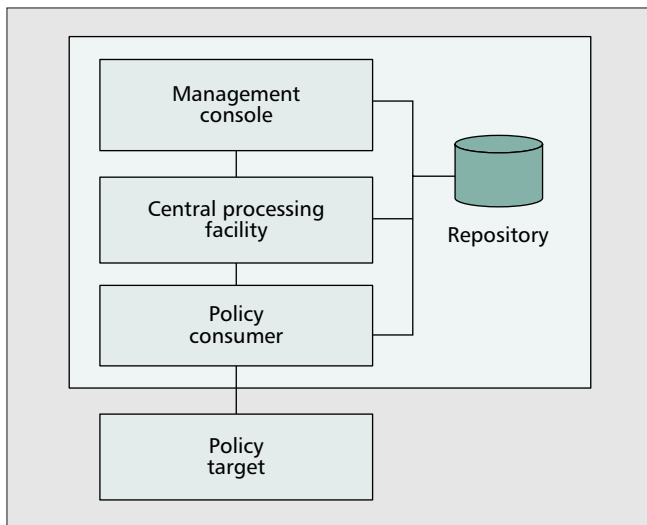 Management
console
Central processing
facility
Repository
Policy
consumer
Policy
target